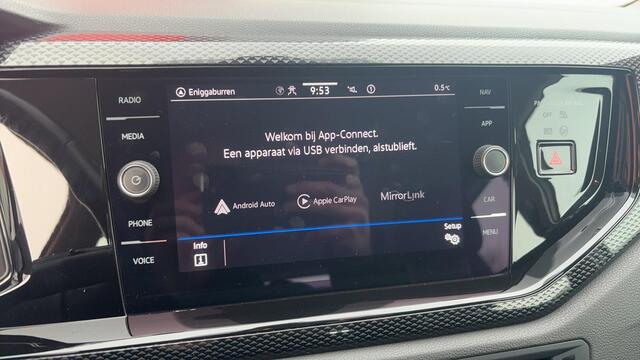 RADIO
MEDIA
PHONE
VOICE
Eniggaburren
9:53
0.5°C
Welkom bij App-Connect.
Een apparaat via USB verbinden, alstublieft.
Android Auto
Apple CarPlay
MirrorLink
Info
Setup
NAV
APP
CAR
MENU
OFF